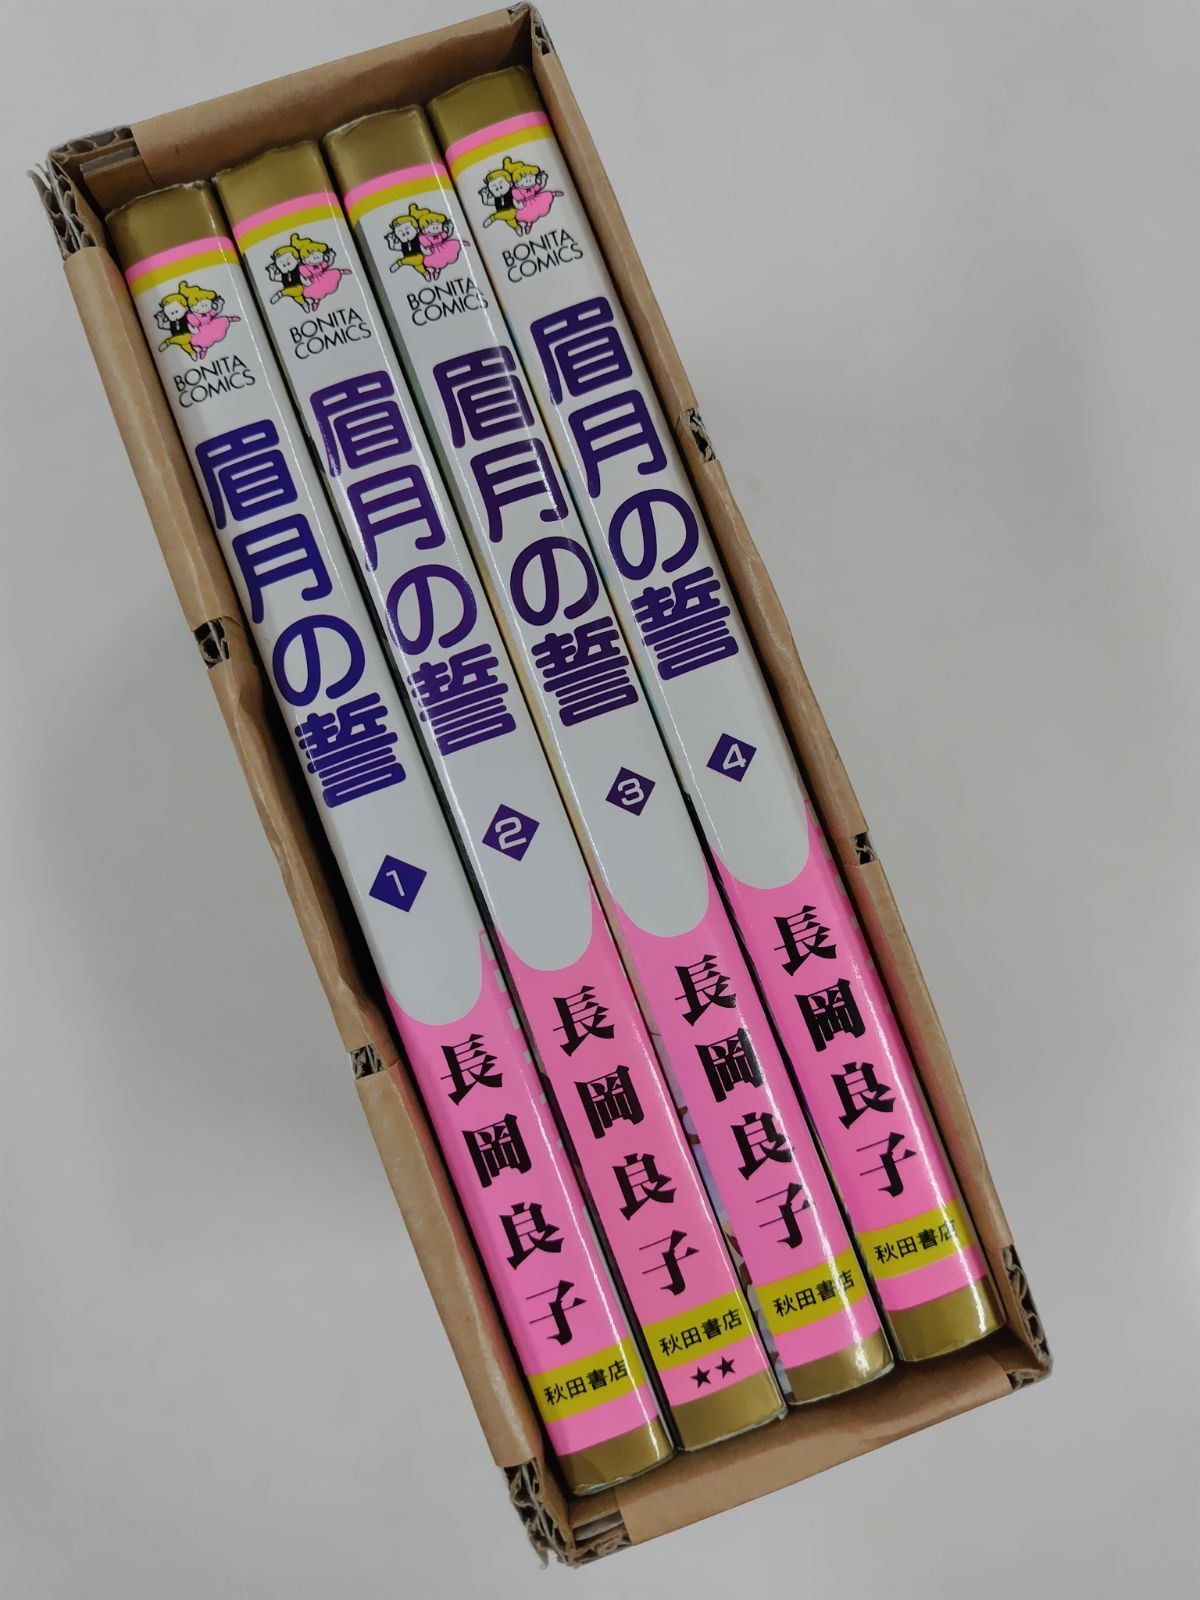 BONITA
COMICS
眉月の誓
1
長岡良子
秋田書店
BONITA
COMICS
眉月の誓
2
長岡良子
秋田書店
★★
BONITA
COMICS
眉月の誓
3
長岡良子
秋田書店
BONITA
COMICS
眉月の誓
4
長岡良子
秋田書店